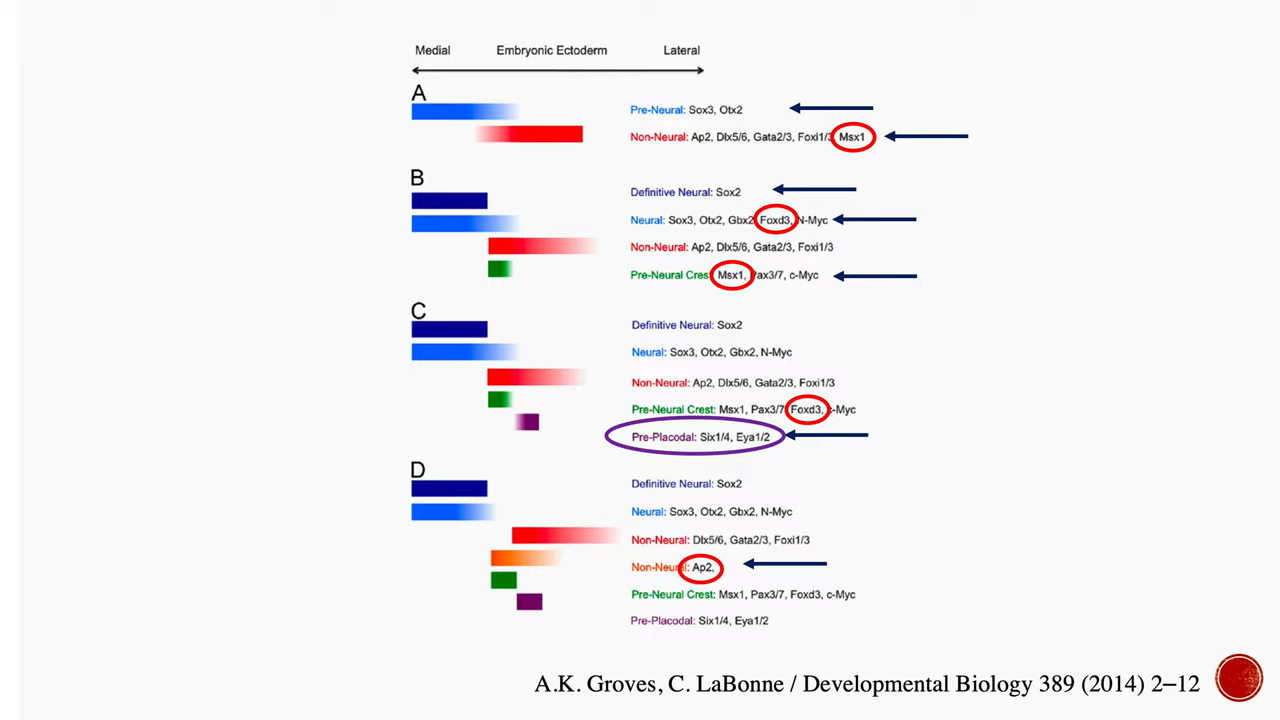 Medial Embryonic Ectoderm Lateral
A
Pre-Neural: Sox3, Otx2
Non-Neural: Ap2, Dlx5/6, Gata2/3, Foxi1/3 Msx1
B
Definitive Neural: Sox2
Neural: Sox3, Otx2, Gbx2 Foxd3, N-Myc
Non-Neural: Ap2, Dlx5/6, Gata2/3, Foxi1/3
Pre-Neural Crest Msx1, Pax3/7, c-Myc
C
Definitive Neural: Sox2
Neural: Sox3, Otx2, Gbx2, N-Myc
Non-Neural: Ap2, Dlx5/6, Gata2/3, Foxi1/3
Pre-Neural Crest: Msx1, Pax3/7 Foxd3, c-Myc
Pre-Placodal: Six1/4, Eya1/2
D
Definitive Neural: Sox2
Neural: Sox3, Otx2, Gbx2, N-Myc
Non-Neural: Dlx5/6, Gata2/3, Foxi1/3
Non-Neural: Ap2,
Pre-Neural Crest: Msx1, Pax3/7, Foxd3, c-Myc
Pre-Placodal: Six1/4, Eya1/2
A.K. Groves, C. LaBonne / Developmental Biology 389 (2014) 2–12